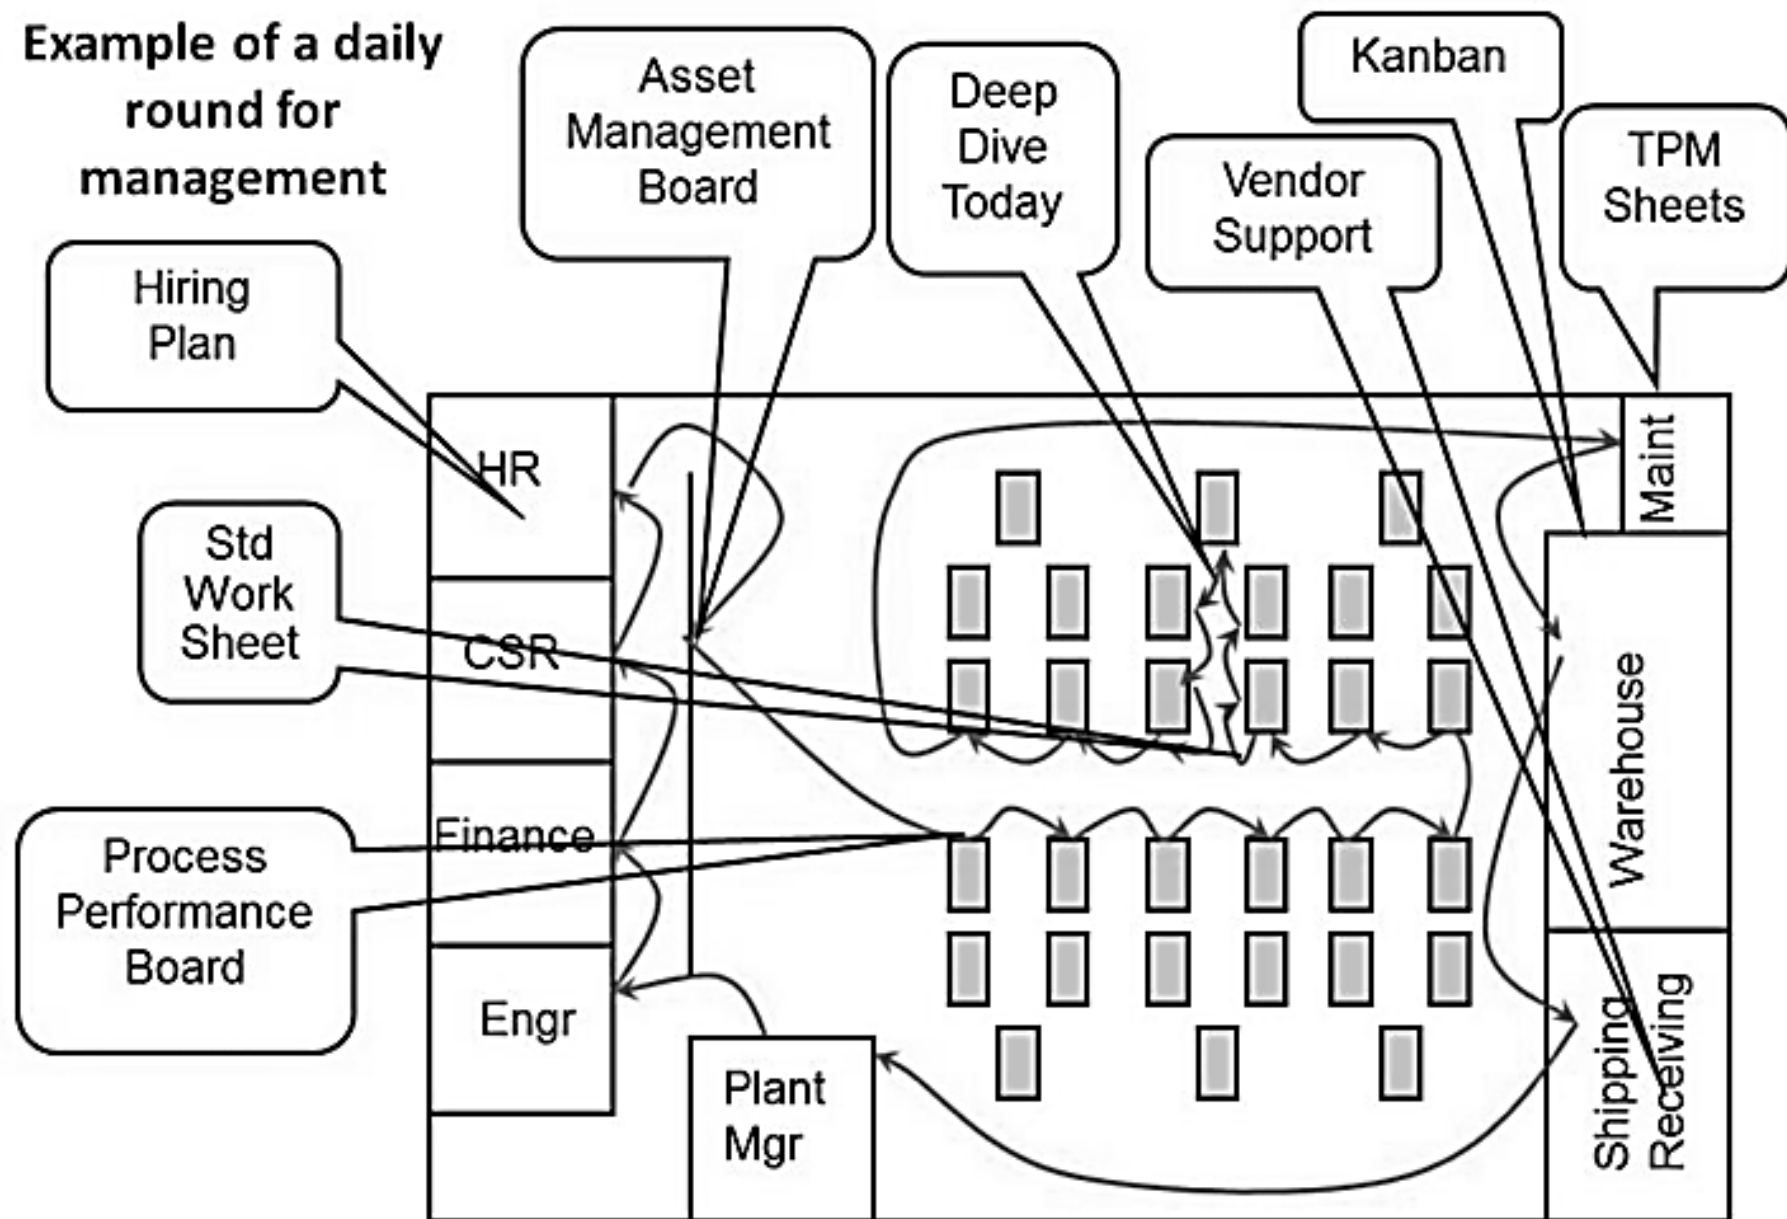 Example of a daily
round for
management
Asset
Management
Board
Deep
Dive
Today
Kanban
Vendor
Support
TPM
Sheets
Hiring
Plan
HR
Maint
Std
Work
Sheet
CSR
Warehouse
Process
Performance
Board
Finance
Engr
Plant
Mgr
Shipping
Receiving